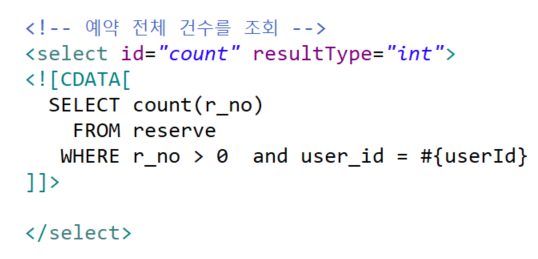 <!-- 예약 전체 건수를 조회 -->
<select id="count" resultType="int">
<![CDATA[
SELECT count(r_no)
FROM reserve
WHERE r_no > 0  and user_id = #{userId}
]]>
</select>